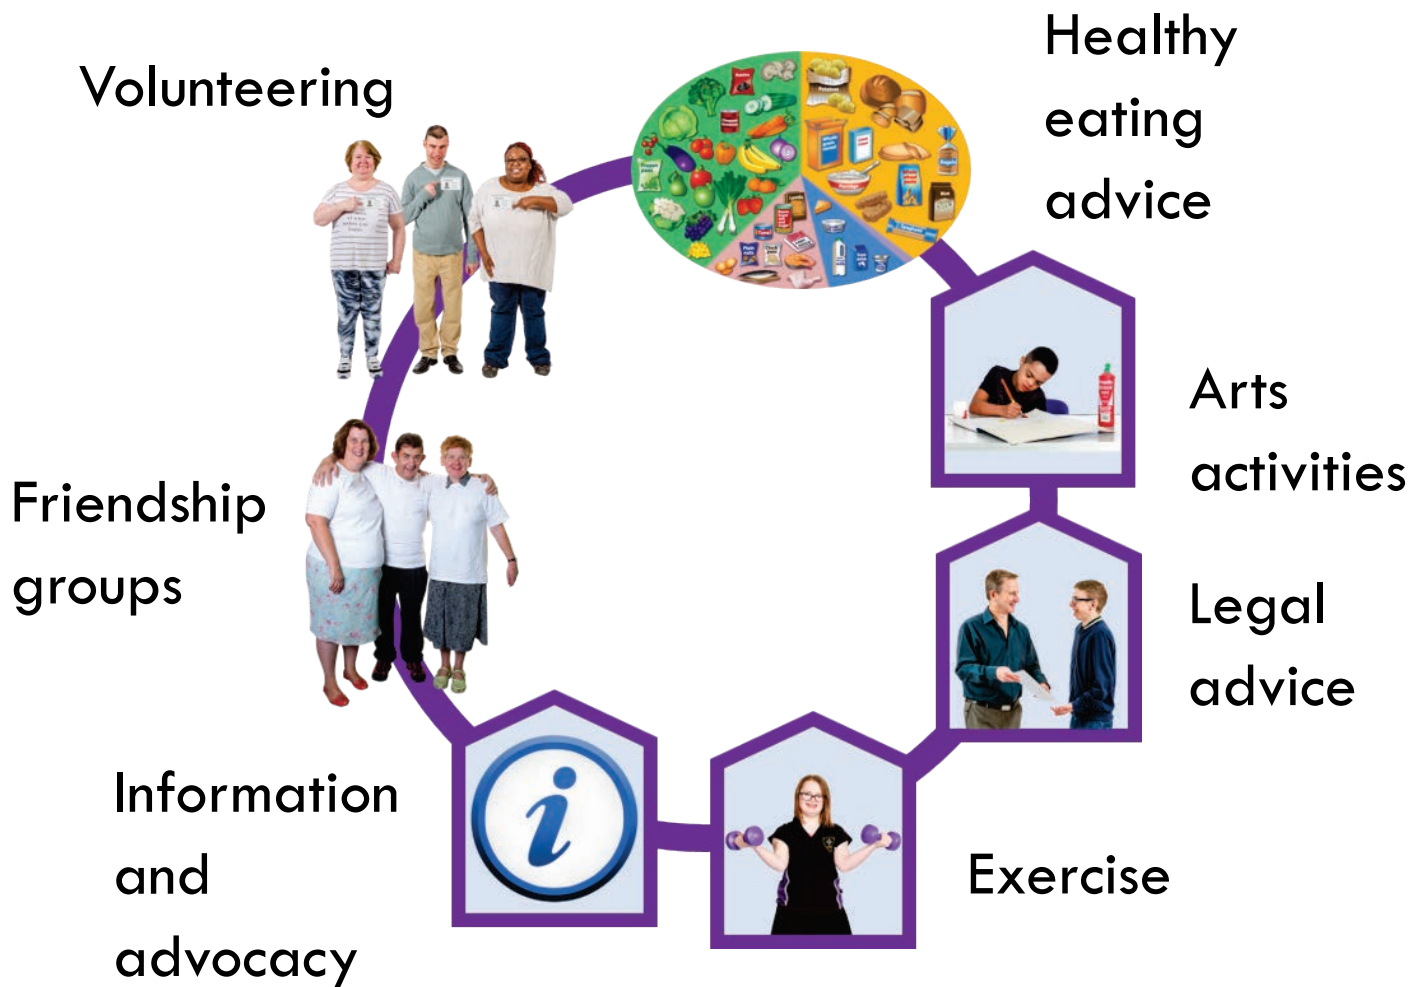 Volunteering
Healthy
eating
advice
Arts
activities
Legal
advice
Exercise
Information
and
advocacy
Friendship
groups